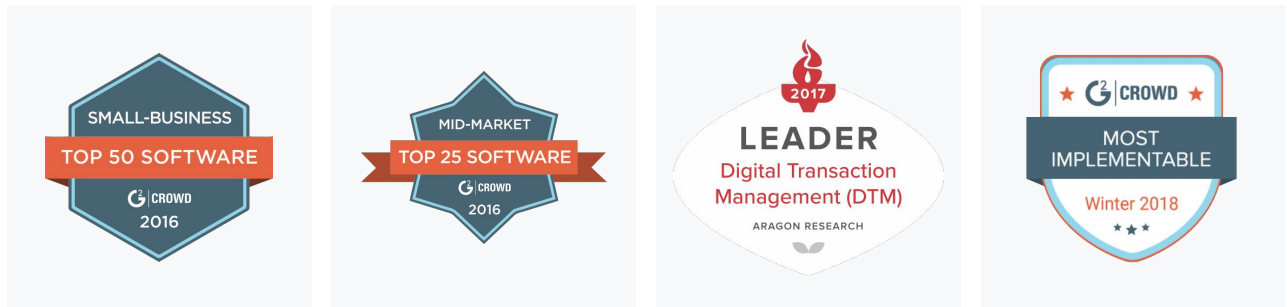 SMALL-BUSINESS
TOP 50 SOFTWARE
G2 | CROWD
2016
MID-MARKET
TOP 25 SOFTWARE
G2 | CROWD
2016
2017
LEADER
Digital Transaction
Management (DTM)
ARAGON RESEARCH
G2 | CROWD
MOST
IMPLEMENTABLE
Winter 2018